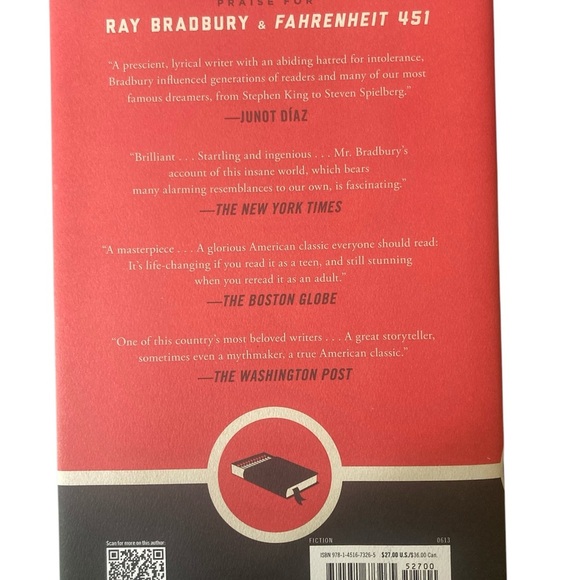 PRAISE FOR
RAY BRADBURY & FAHRENHEIT 451
“A prescient, lyrical writer with an abiding hatred for intolerance,
Bradbury influenced generations of readers and many of our most
famous dreamers, from Stephen King to Steven Spielberg.”
—JUNOT DÍAZ
“Brilliant . . . Startling and ingenious . . . Mr. Bradbury’s
account of this insane world, which bears
many alarming resemblances to our own, is fascinating.”
—THE NEW YORK TIMES
“A masterpiece . . . A glorious American classic everyone should read:
It’s life-changing if you read it as a teen, and still stunning
when you reread it as an adult.”
—THE BOSTON GLOBE
“One of this country’s most beloved writers . . . A great storyteller,
sometimes even a mythmaker, a true American classic.”
—THE WASHINGTON POST
Scan for more on this author.
FICTION 0613
ISBN 978-1-4516-7326-5 $27.00 U.S./$36.00 Can.
52700